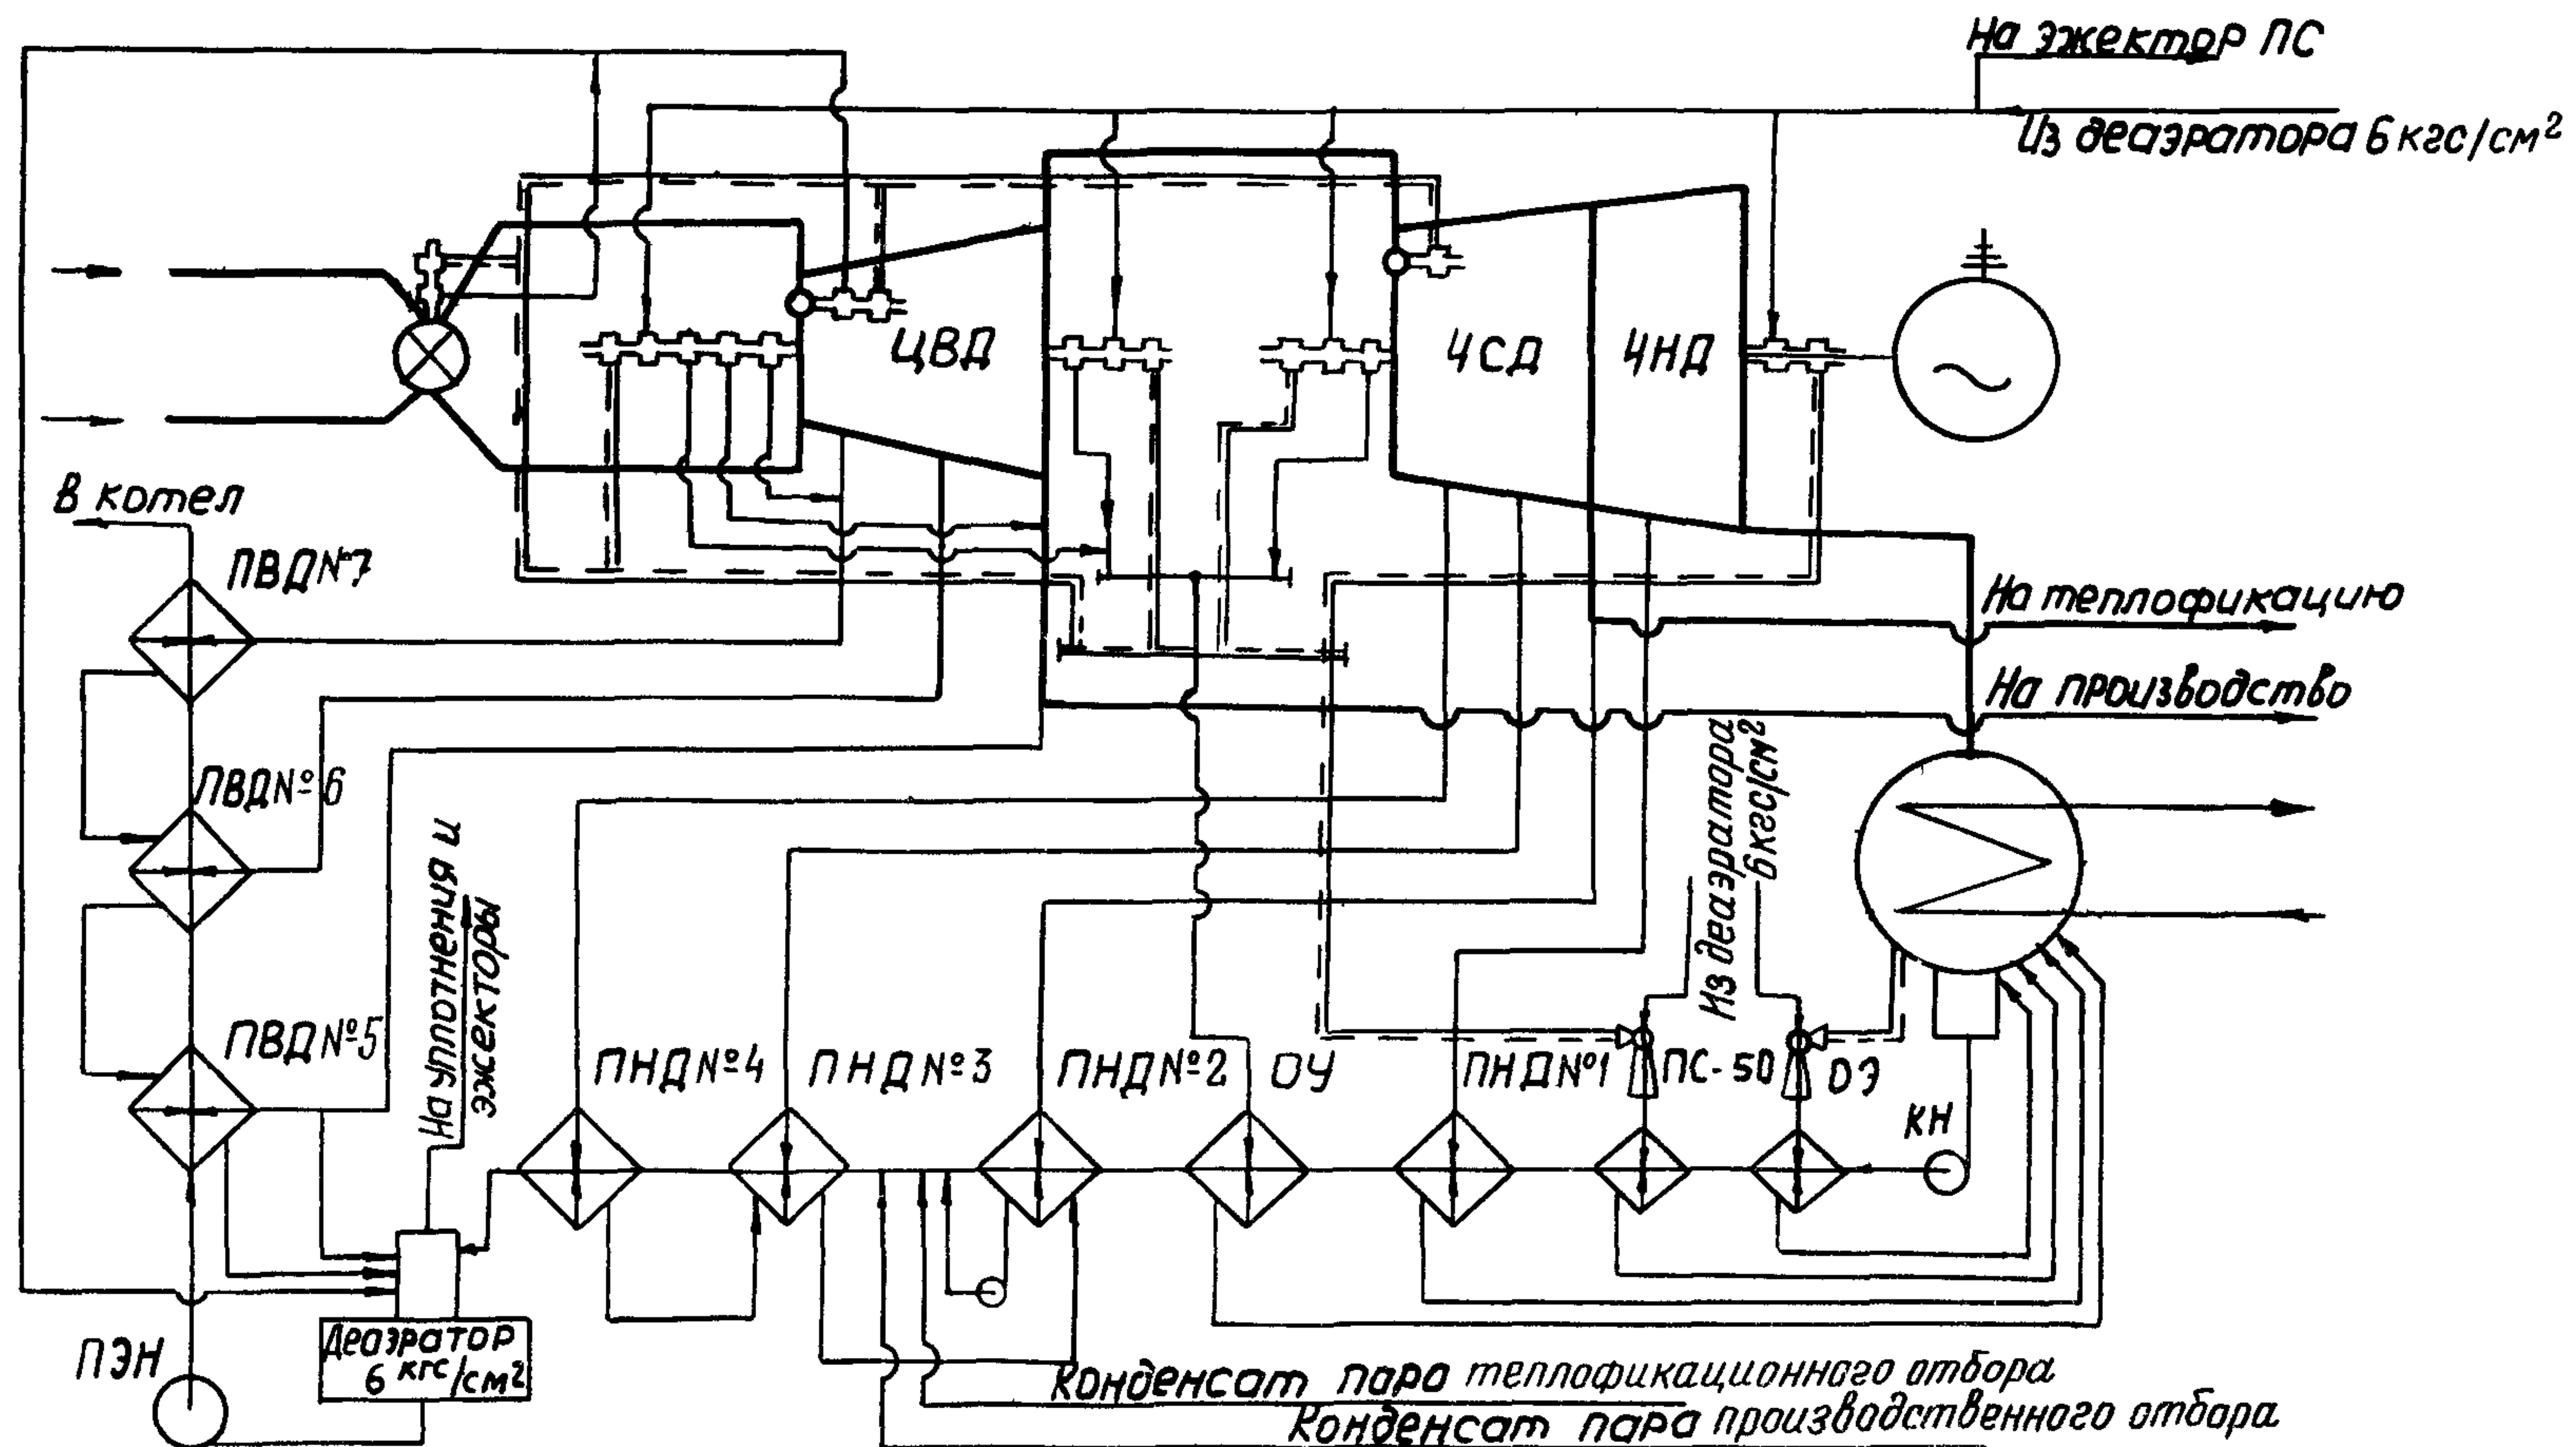 На эжектор ПС
Из деаэратора 6 кгс/см²
ЦВД
ЧСД
ЧНД
В котел
ПВД№7
На теплофикацию
На производство
ПВД№6
Из деаэратора
6 кгс/см²
На уплотнения и
эжекторы
ПВД№5
ПНД№4
ПНД№3
ПНД№2
ОУ
ПНД№1
ПС-50
ОЭ
КН
ПЭН
Деаэратор
6 кгс/см²
Конденсат пара теплофикационного отбора
Конденсат пара производственного отбора